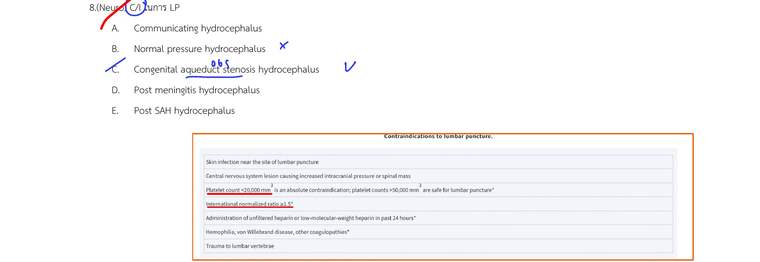 8.(Neuro) C/I ในการ LP
A. Communicating hydrocephalus
B. Normal pressure hydrocephalus x
obs
C. Congenital aqueduct stenosis hydrocephalus ✓
D. Post meningitis hydrocephalus
E. Post SAH hydrocephalus
Contraindications to lumbar puncture.
Skin infection near the site of lumbar puncture
Central nervous system lesion causing increased intracranial pressure or spinal mass
Platelet count <20,000 mm³ is an absolute contraindication; platelet counts >50,000 mm³ are safe for lumbar puncture*
International normalized ratio ≥1.5*
Administration of unfiltered heparin or low-molecular-weight heparin in past 24 hours*
Hemophilia, von Willebrand disease, other coagulopathies*
Trauma to lumbar vertebrae